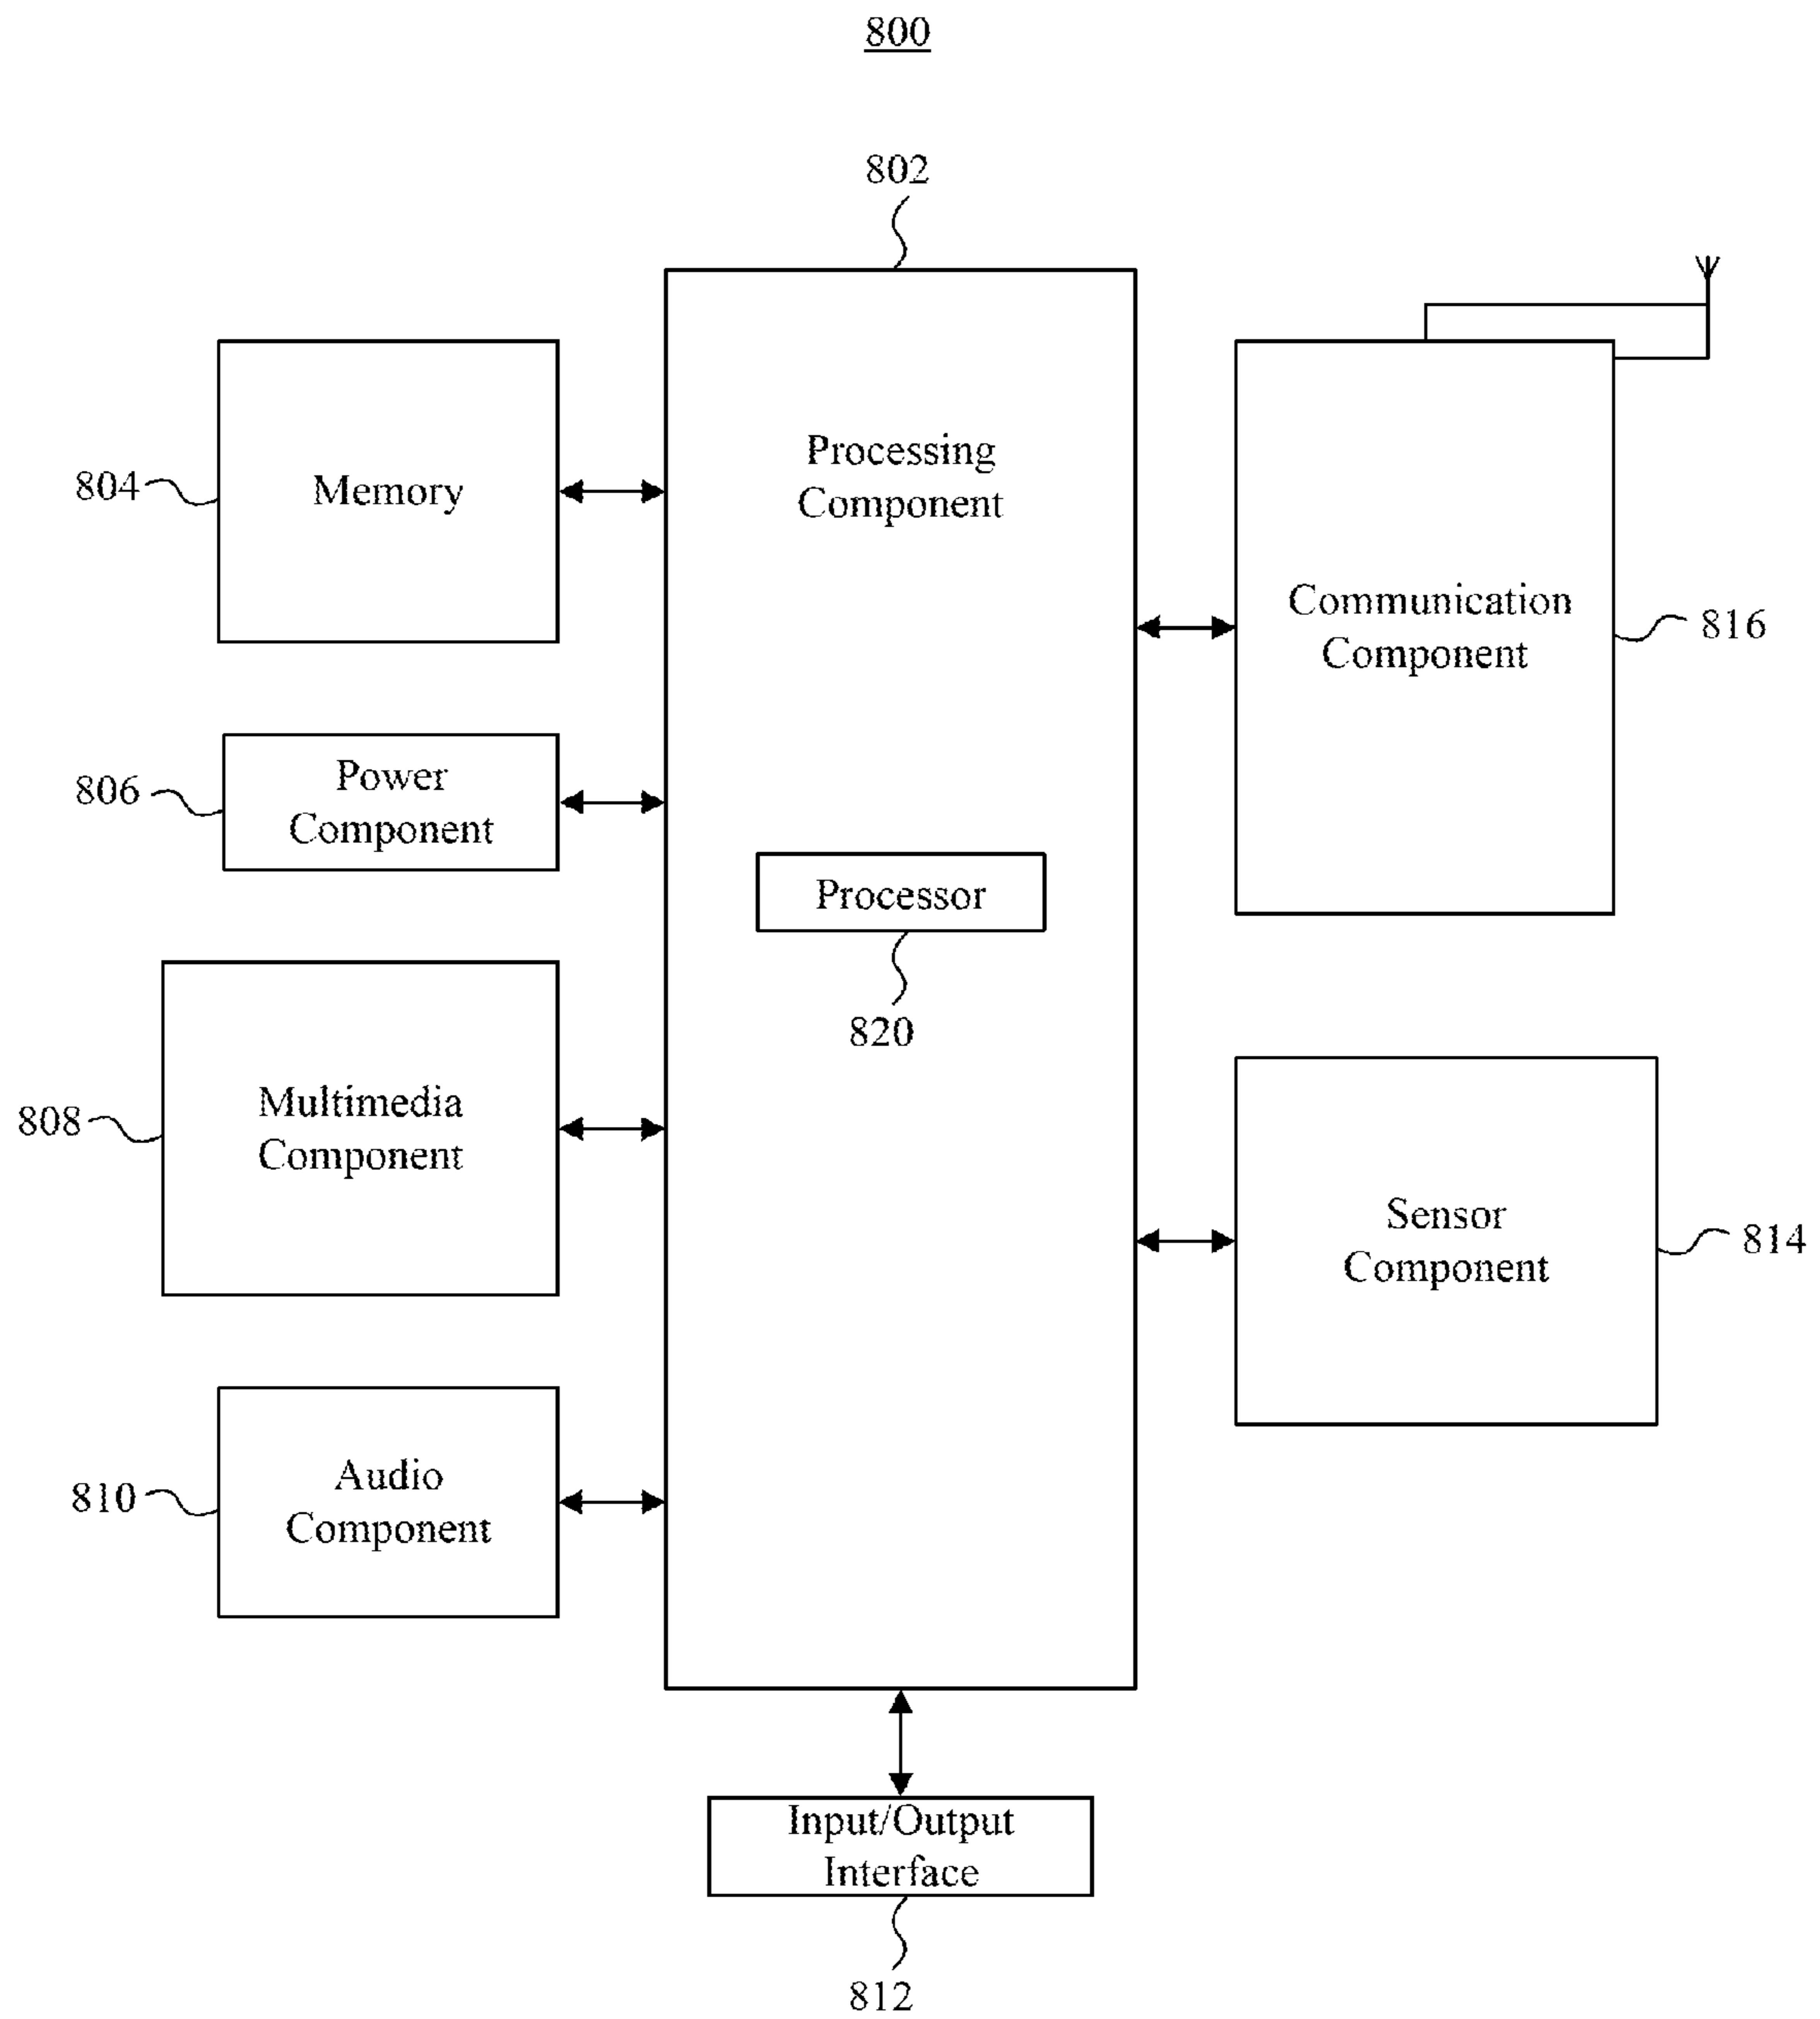 800
802
Processing
Component
804
Memory
Communication
Component
816
806
Power
Component
Processor
820
808
Multimedia
Component
Sensor
Component
814
810
Audio
Component
Input/Output
Interface
812